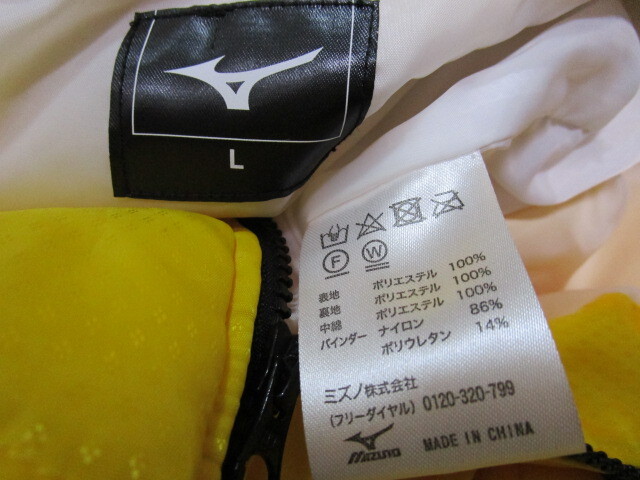 L
F W
表地 ポリエステル 100%
裏地 ポリエステル 100%
中綿 ポリエステル 100%
バインダー ナイロン 86%
ポリウレタン 14%
ミズノ株式会社
(フリーダイヤル) 0120-320-799
Mizuno MADE IN CHINA